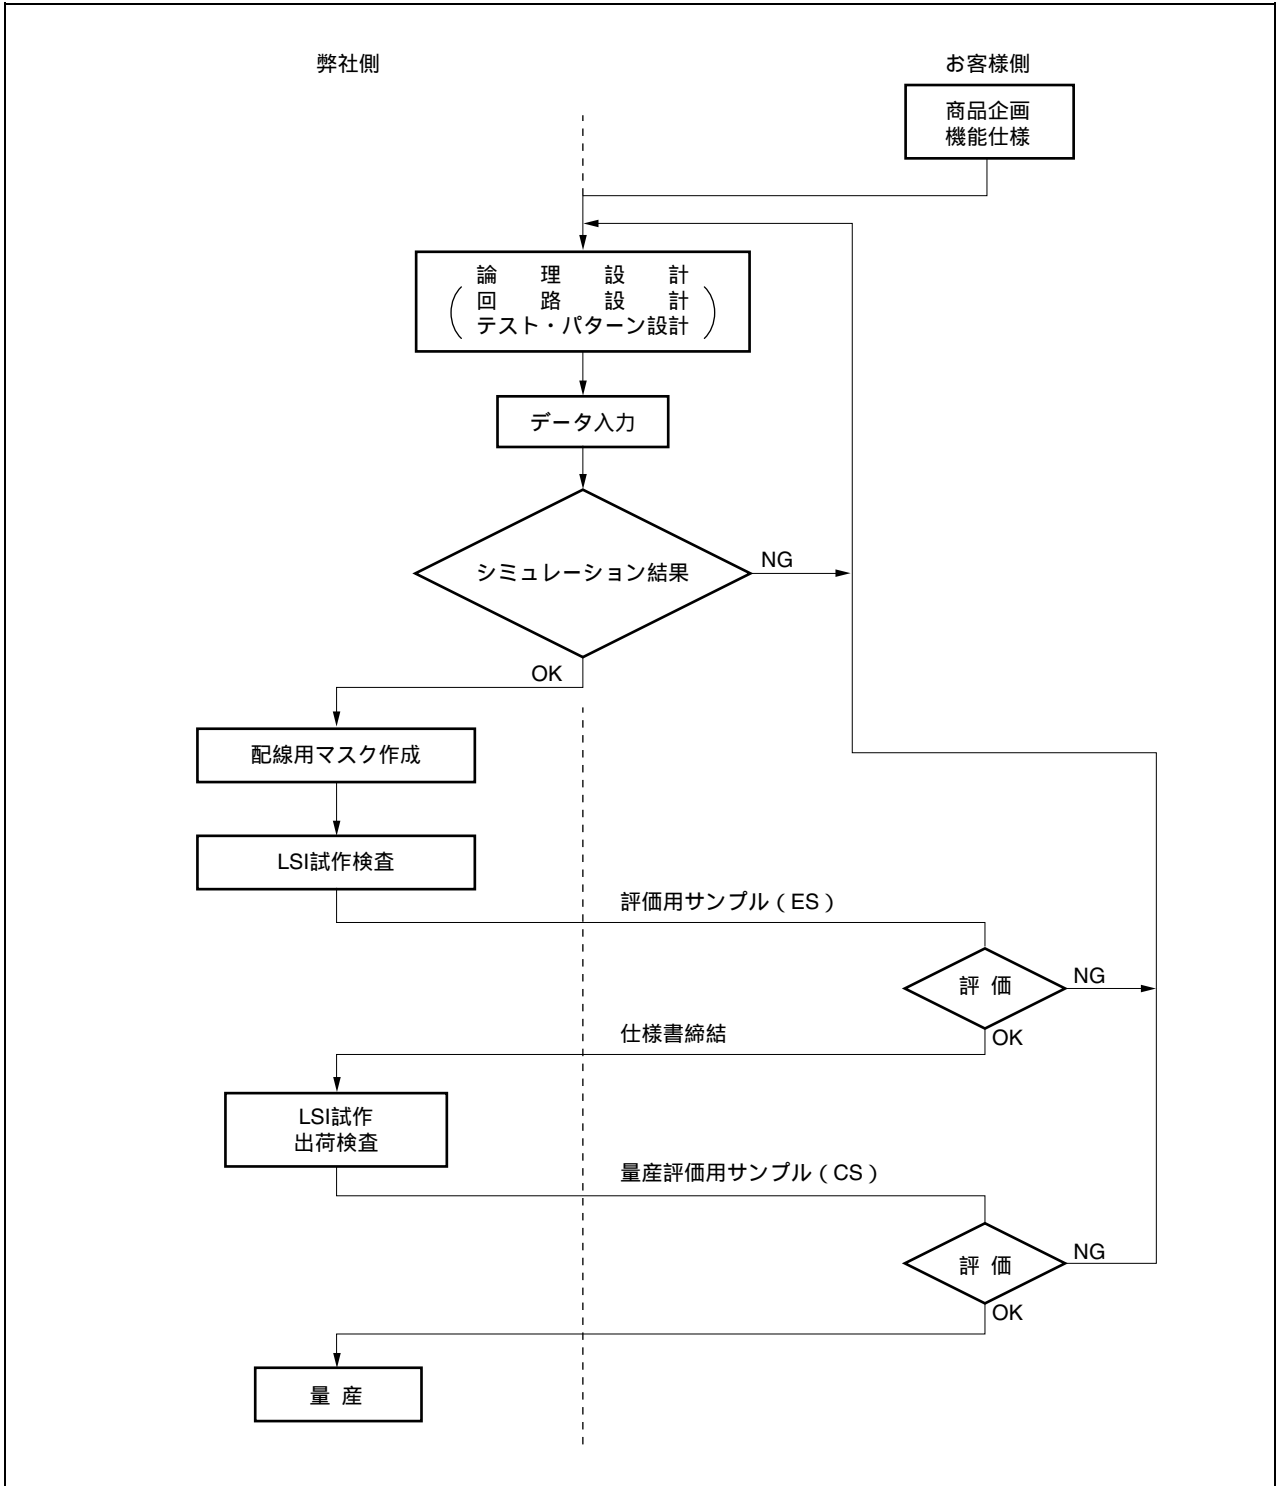 弊社側
お客様側
商品企画
機能仕様
論理設計
回路設計
テスト・パターン設計
データ入力
シミュレーション結果
NG
OK
配線用マスク作成
LSI試作検査
評価用サンプル（ES）
評 価
NG
OK
仕様書締結
LSI試作
出荷検査
量産評価用サンプル（CS）
評 価
NG
OK
量 産